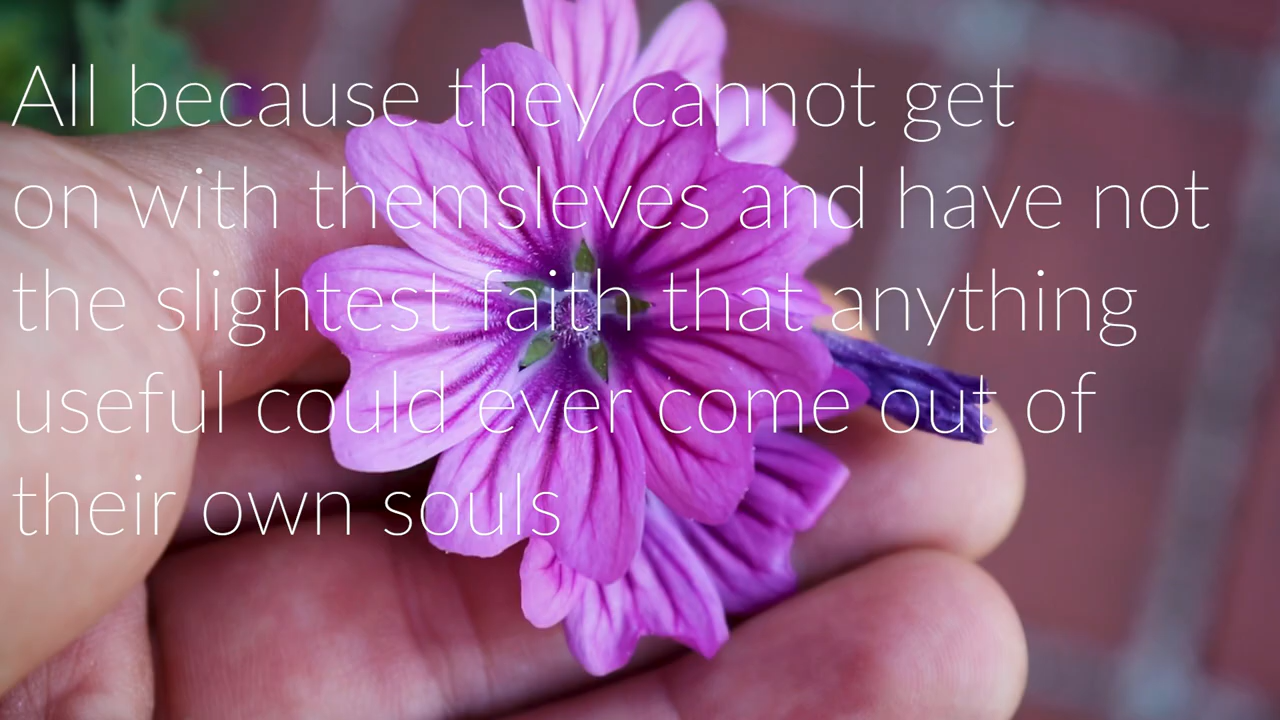 All because they cannot get
on with themsleves and have not
the slightest faith that anything
useful could ever come out of
their own souls